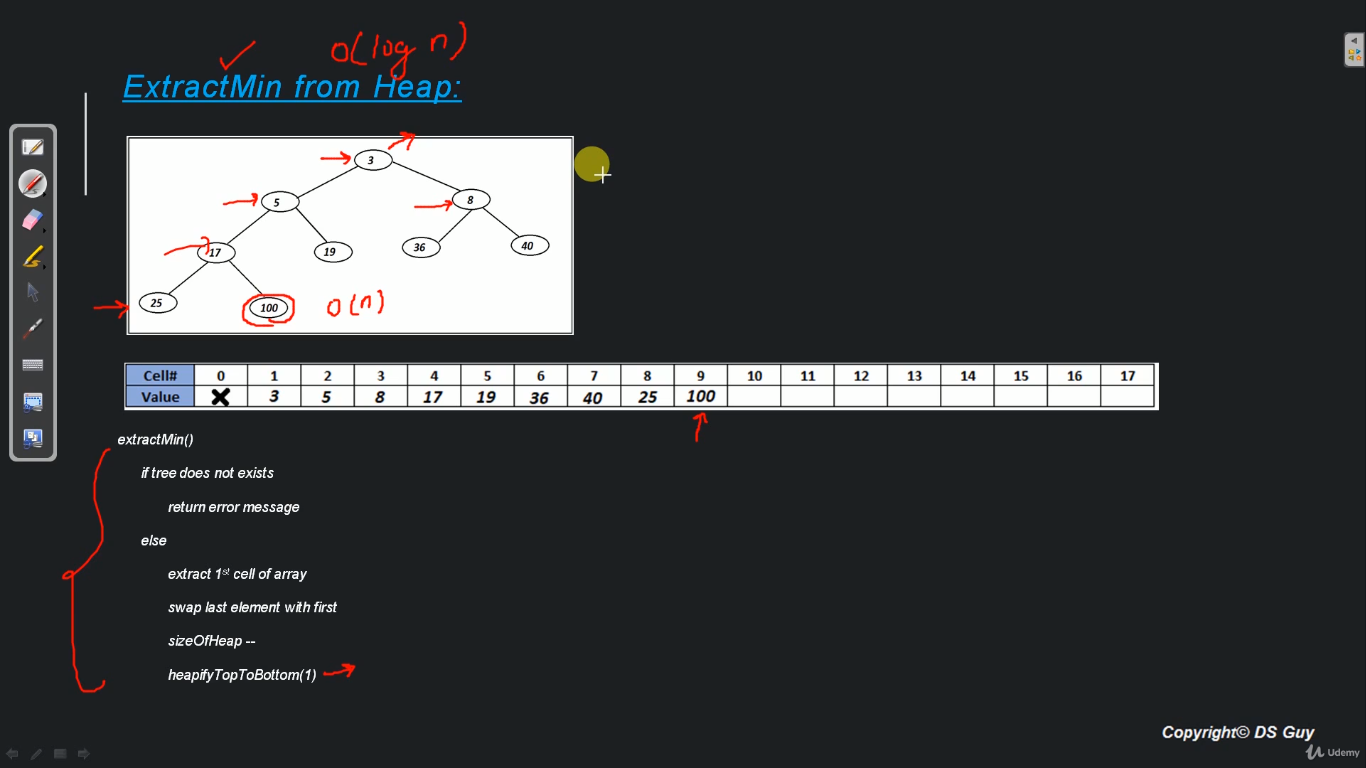 O(log n)
ExtractMin from Heap:
3
5
8
17
19
36
40
25
100
O(n)
Cell# 0 1 2 3 4 5 6 7 8 9 10 11 12 13 14 15 16 17
Value X 3 5 8 17 19 36 40 25 100
extractMin()
if tree does not exists
return error message
else
extract 1st cell of array
swap last element with first
sizeOfHeap --
heapifyTopToBottom(1)
Copyright© DS Guy
Udemy